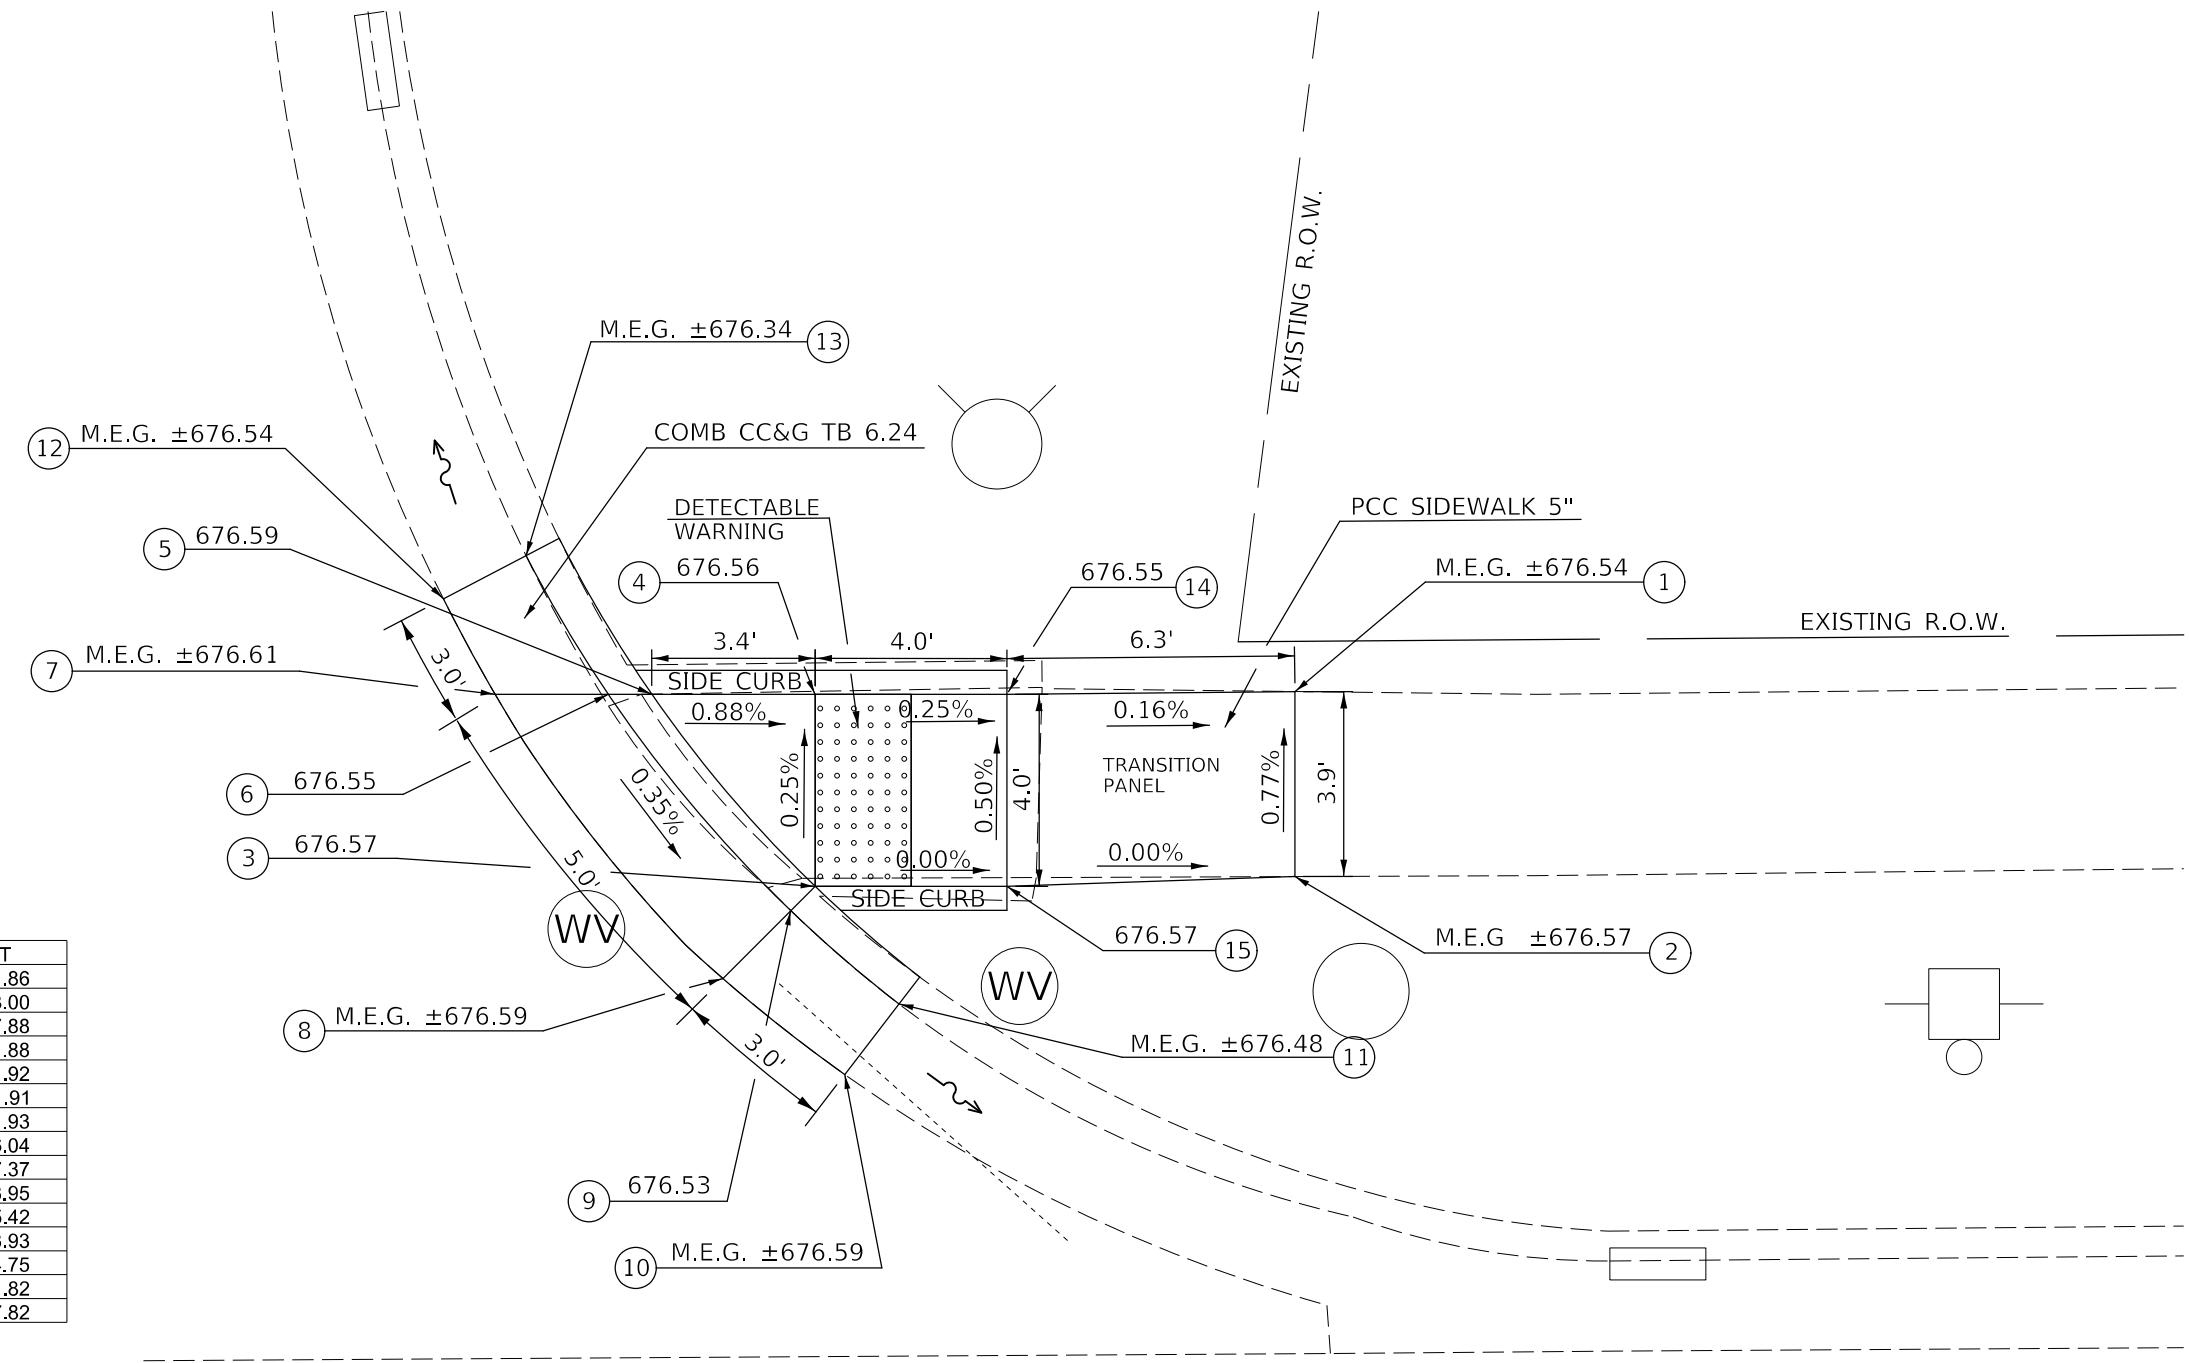 EXISTING R.O.W.
M.E.G. ±676.34
13
COMB CC&G TB 6.24
12
M.E.G. ±676.54
DETECTABLE
WARNING
PCC SIDEWALK 5"
5
676.59
4
676.56
676.55
14
M.E.G. ±676.54
1
EXISTING R.O.W.
3.4'
4.0'
6.3'
7
M.E.G. ±676.61
3.0'
SIDE CURB
0.88%
0.25%
0.16%
TRANSITION
PANEL
0.25%
0.50%
4.0'
0.77%
3.9'
6
676.55
0.35%
3
676.57
5.0'
0.00%
0.00%
SIDE CURB
WV
676.57
15
M.E.G ±676.57
2
WV
8
M.E.G. ±676.59
3.0'
M.E.G. ±676.48
11
9
676.53
10
M.E.G. ±676.59
T
.86
.00
.88
.88
.92
.91
.93
.04
.37
.95
.42
.93
.75
.82
.82